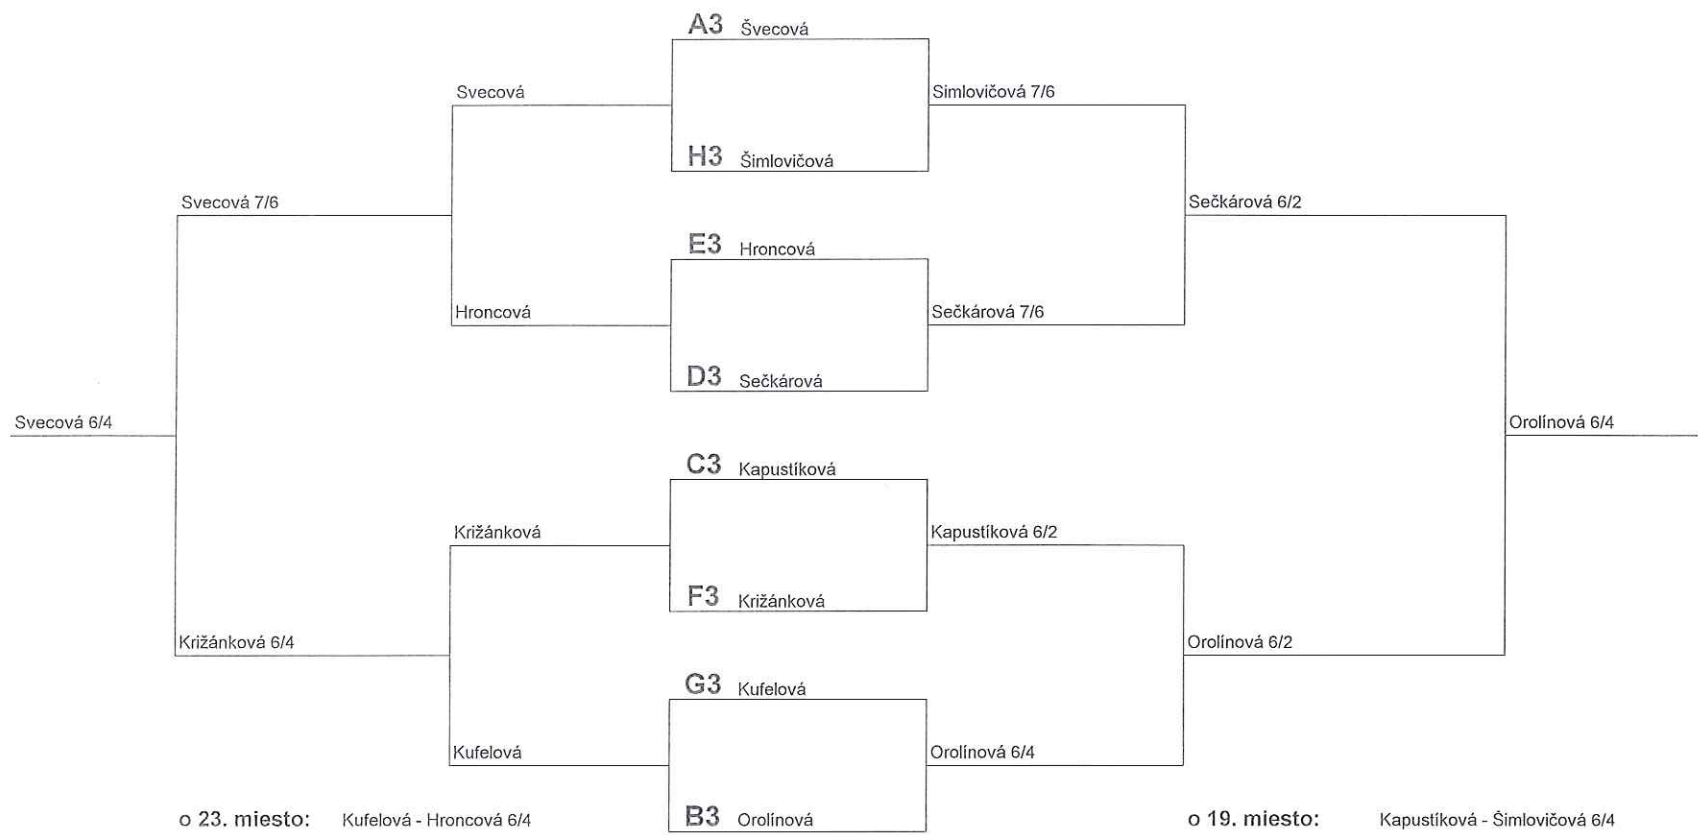 A3 Švecová
Svecová
Simlovičová 7/6
H3 Šimlovičová
Svecová 7/6
Sečkárová 6/2
E3 Hroncová
Hroncová
Sečkárová 7/6
D3 Sečkárová
Svecová 6/4
Orolínová 6/4
C3 Kapustíková
Križánková
Kapustíková 6/2
F3 Križánková
Križánková 6/4
Orolínová 6/2
G3 Kufelová
Kufelová
Orolínová 6/4
o 23. miesto: Kufelová - Hroncová 6/4
B3 Orolínová
o 19. miesto: Kapustíková - Šimlovičová 6/4